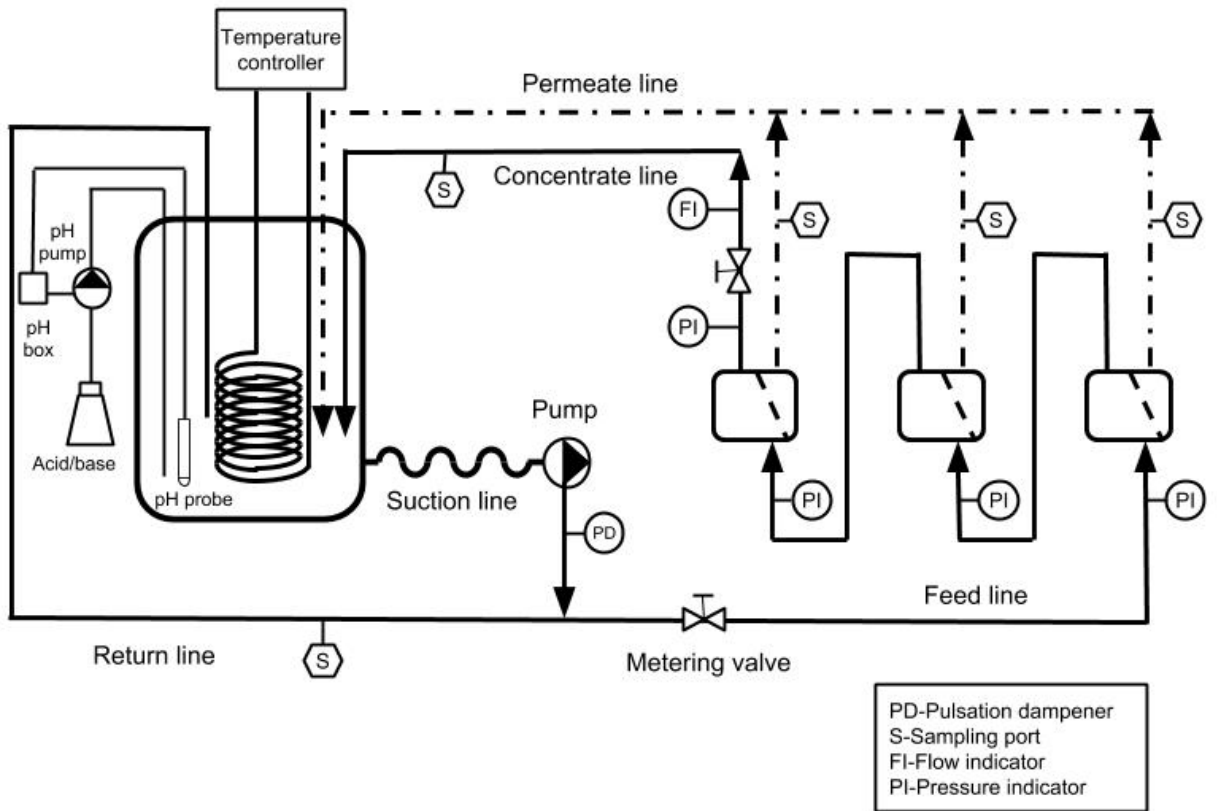 Temperature
controller
Permeate line
Concentrate line
S
FI
S
S
S
pH
pump
PI
pH
box
Pump
Acid/base
pH probe
Suction line
PI
PI
PI
PD
Feed line
Return line
S
Metering valve
PD-Pulsation dampener
S-Sampling port
FI-Flow indicator
PI-Pressure indicator